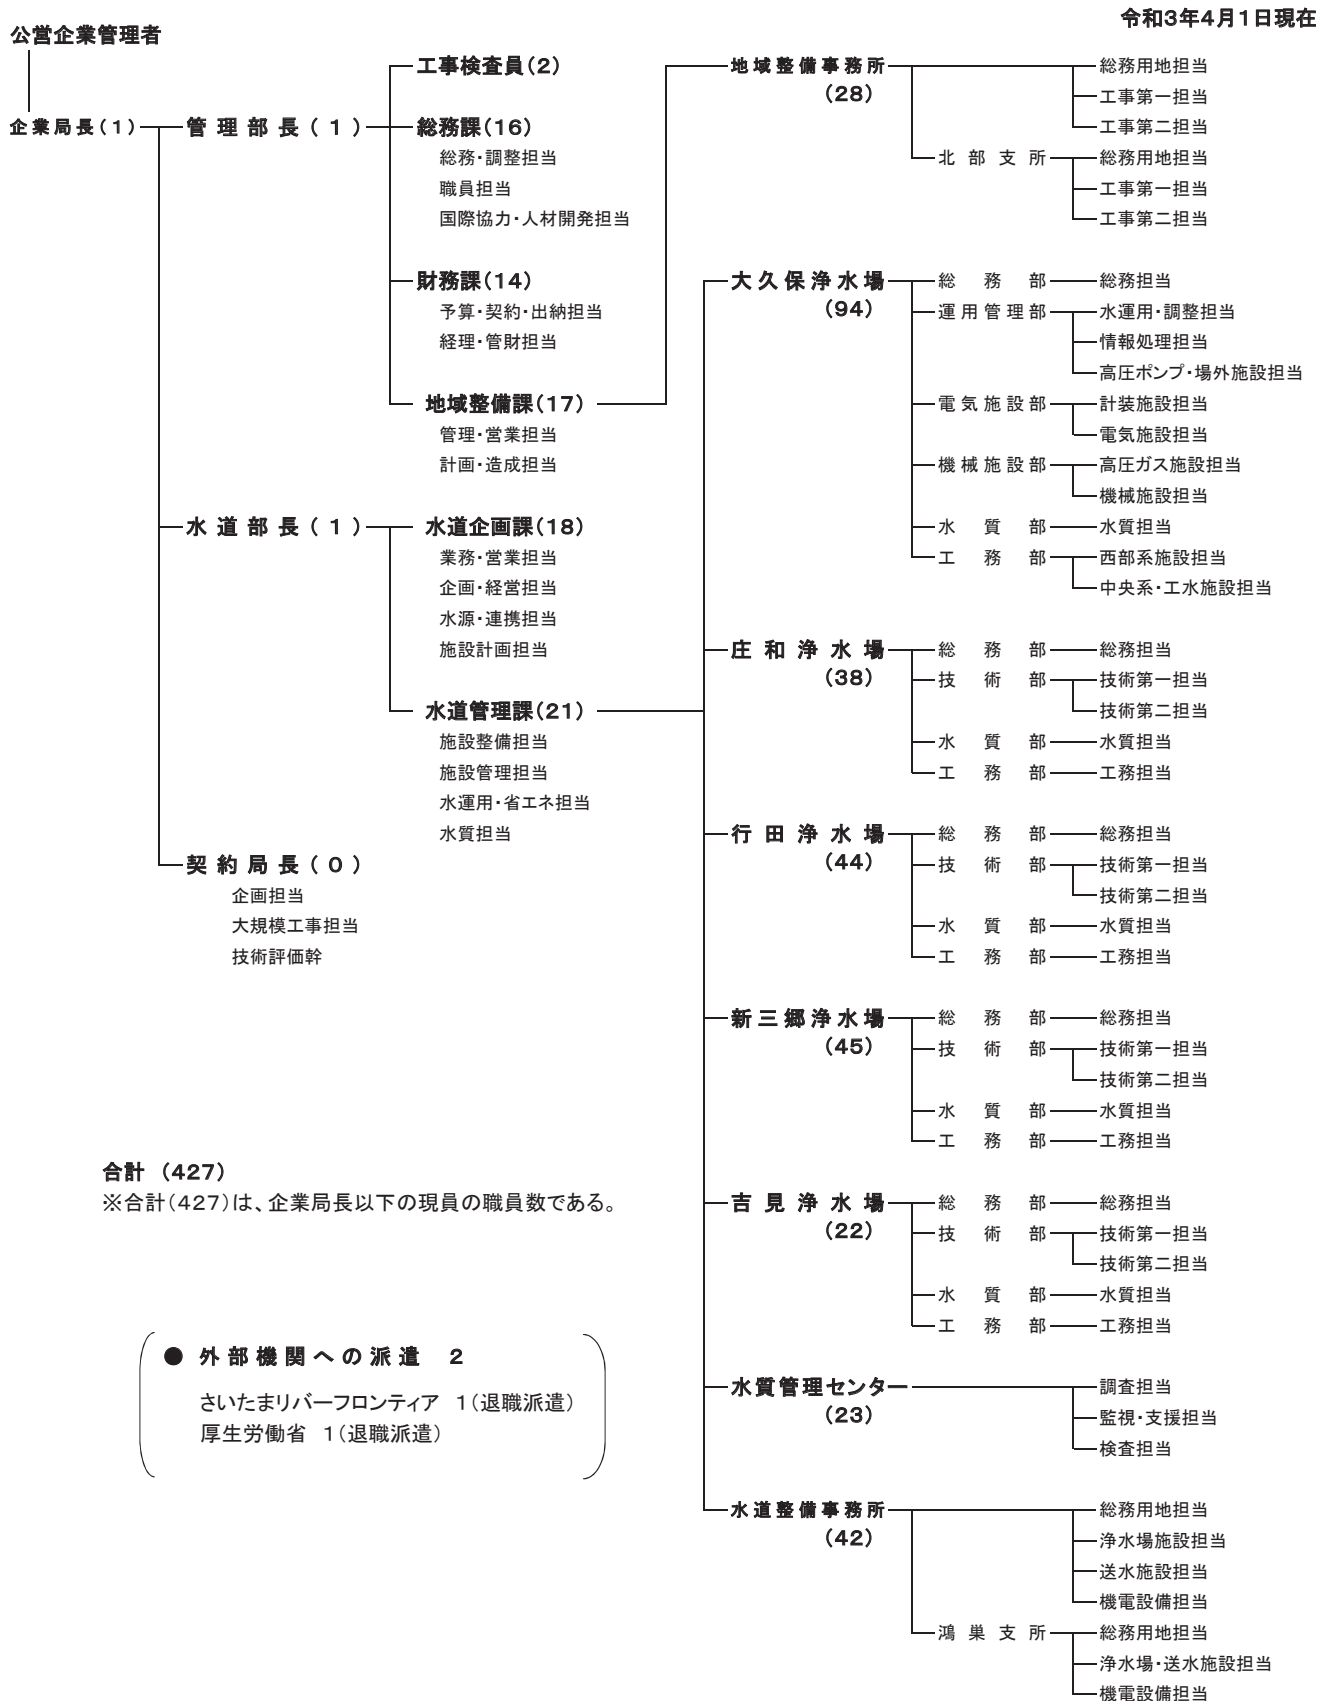 令和3年4月1日現在
公営企業管理者
企業局長(1)
管理部長(1)
工事検査員(2)
総務課(16)
総務・調整担当
職員担当
国際協力・人材開発担当
財務課(14)
予算・契約・出納担当
経理・管財担当
地域整備課(17)
管理・営業担当
計画・造成担当
水道部長(1)
水道企画課(18)
業務・営業担当
企画・経営担当
水源・連携担当
施設計画担当
水道管理課(21)
施設整備担当
施設管理担当
水運用・省エネ担当
水質担当
契約局長(0)
企画担当
大規模工事担当
技術評価幹
地域整備事務所
(28)
総務用地担当
工事第一担当
工事第二担当
北部支所
総務用地担当
工事第一担当
工事第二担当
大久保浄水場
(94)
総務部
総務担当
運用管理部
水運用・調整担当
情報処理担当
高圧ポンプ・場外施設担当
電気施設部
計装施設担当
電気施設担当
機械施設部
高圧ガス施設担当
機械施設担当
水質部
水質担当
工務部
西部系施設担当
中央系・工水施設担当
庄和浄水場
(38)
総務部
総務担当
技術部
技術第一担当
技術第二担当
水質部
水質担当
工務部
工務担当
行田浄水場
(44)
総務部
総務担当
技術部
技術第一担当
技術第二担当
水質部
水質担当
工務部
工務担当
新三郷浄水場
(45)
総務部
総務担当
技術部
技術第一担当
技術第二担当
水質部
水質担当
工務部
工務担当
吉見浄水場
(22)
総務部
総務担当
技術部
技術第一担当
技術第二担当
水質部
水質担当
工務部
工務担当
水質管理センター
(23)
調査担当
監視・支援担当
検査担当
水道整備事務所
(42)
総務用地担当
浄水場施設担当
送水施設担当
機電設備担当
鴻巣支所
総務用地担当
浄水場・送水施設担当
機電設備担当
合計 (427)
※合計(427)は、企業局長以下の現員の職員数である。
● 外部機関への派遣 2
さいたまリバーフロンティア 1(退職派遣)
厚生労働省 1(退職派遣)